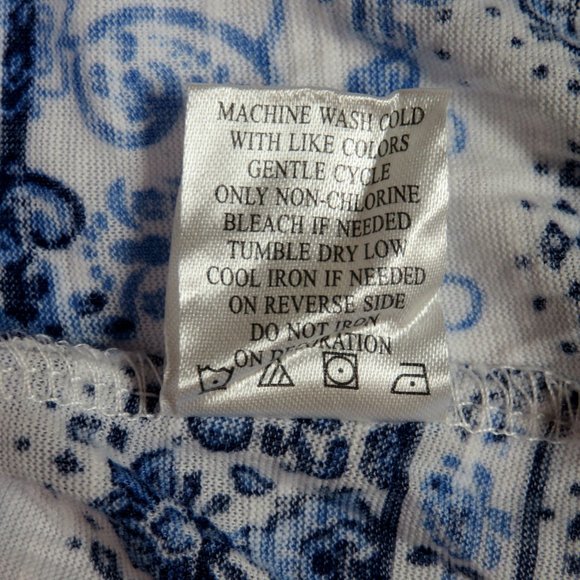 MACHINE WASH COLD
WITH LIKE COLORS
GENTLE CYCLE
ONLY NON-CHLORINE
BLEACH IF NEEDED
TUMBLE DRY LOW
COOL IRON IF NEEDED
ON REVERSE SIDE
DO NOT IRON
ON